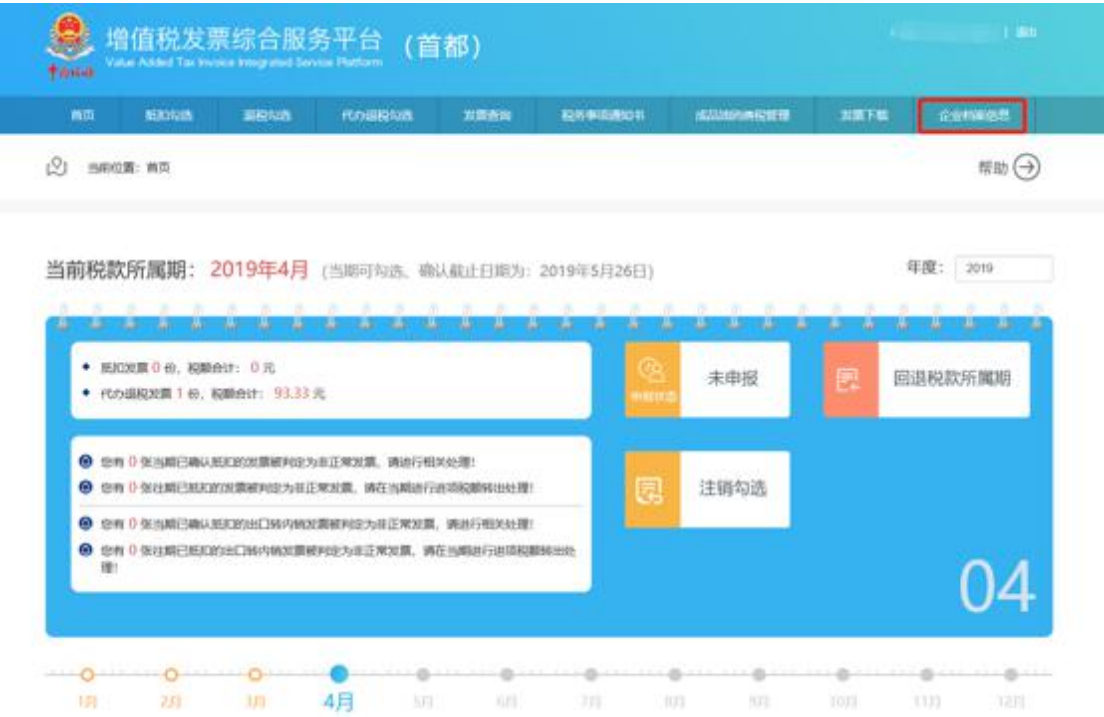 增值税发票综合服务平台（首都）
Value Added Tax Invoice Integrated Service Platform
中国税务
退出
首页 抵扣勾选 退税勾选 代办退税勾选 发票查询 税务事项通知书 成品油消费税管理 发票下载 企业档案信息
当前位置：首页
帮助
当前税款所属期：2019年4月 (当期可勾选、确认截止日期为：2019年5月26日)
年度： 2019
抵扣发票 0 份，税额合计： 0 元
代办退税发票 1 份，税额合计： 93.33 元
申报状态
未申报
回退税款所属期
您有 0 张当期已确认抵扣的发票被判定为非正常发票，请进行相关处理！
您有 0 张往期已抵扣的发票被判定为非正常发票，请在当期进行进项税额转出处理！
您有 0 张当期已确认抵扣的出口转内销发票被判定为非正常发票，请进行相关处理！
您有 0 张往期已抵扣的出口转内销发票被判定为非正常发票，请在当期进行进项税额转出处
理！
注销勾选
04
1月 2月 3月 4月 5月 6月 7月 8月 9月 10月 11月 12月